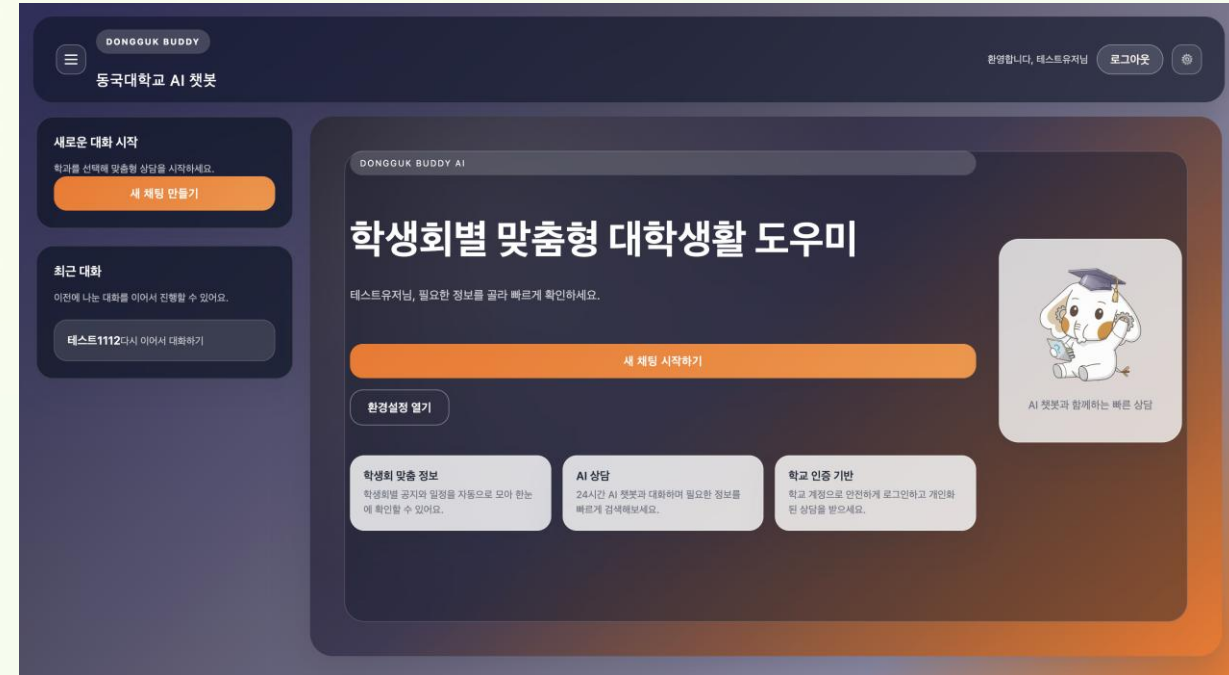 DONGGUK BUDDY
동국대학교 AI 챗봇
환영합니다, 테스트유저님
로그아웃
새로운 대화 시작
학과를 선택해 맞춤형 상담을 시작하세요.
새 채팅 만들기
최근 대화
이전에 나눈 대화를 이어서 진행할 수 있어요.
테스트1112다시 이어서 대화하기
DONGGUK BUDDY AI
학생회별 맞춤형 대학생활 도우미
테스트유저님, 필요한 정보를 골라 빠르게 확인하세요.
새 채팅 시작하기
환경설정 열기
학생회 맞춤 정보
학생회별 공지와 일정을 자동으로 모아 한눈
에 확인할 수 있어요.
AI 상담
24시간 AI 챗봇과 대화하며 필요한 정보를
빠르게 검색해보세요.
학교 인증 기반
학교 계정으로 안전하게 로그인하고 개인화
된 상담을 받으세요.
AI 챗봇과 함께하는 빠른 상담